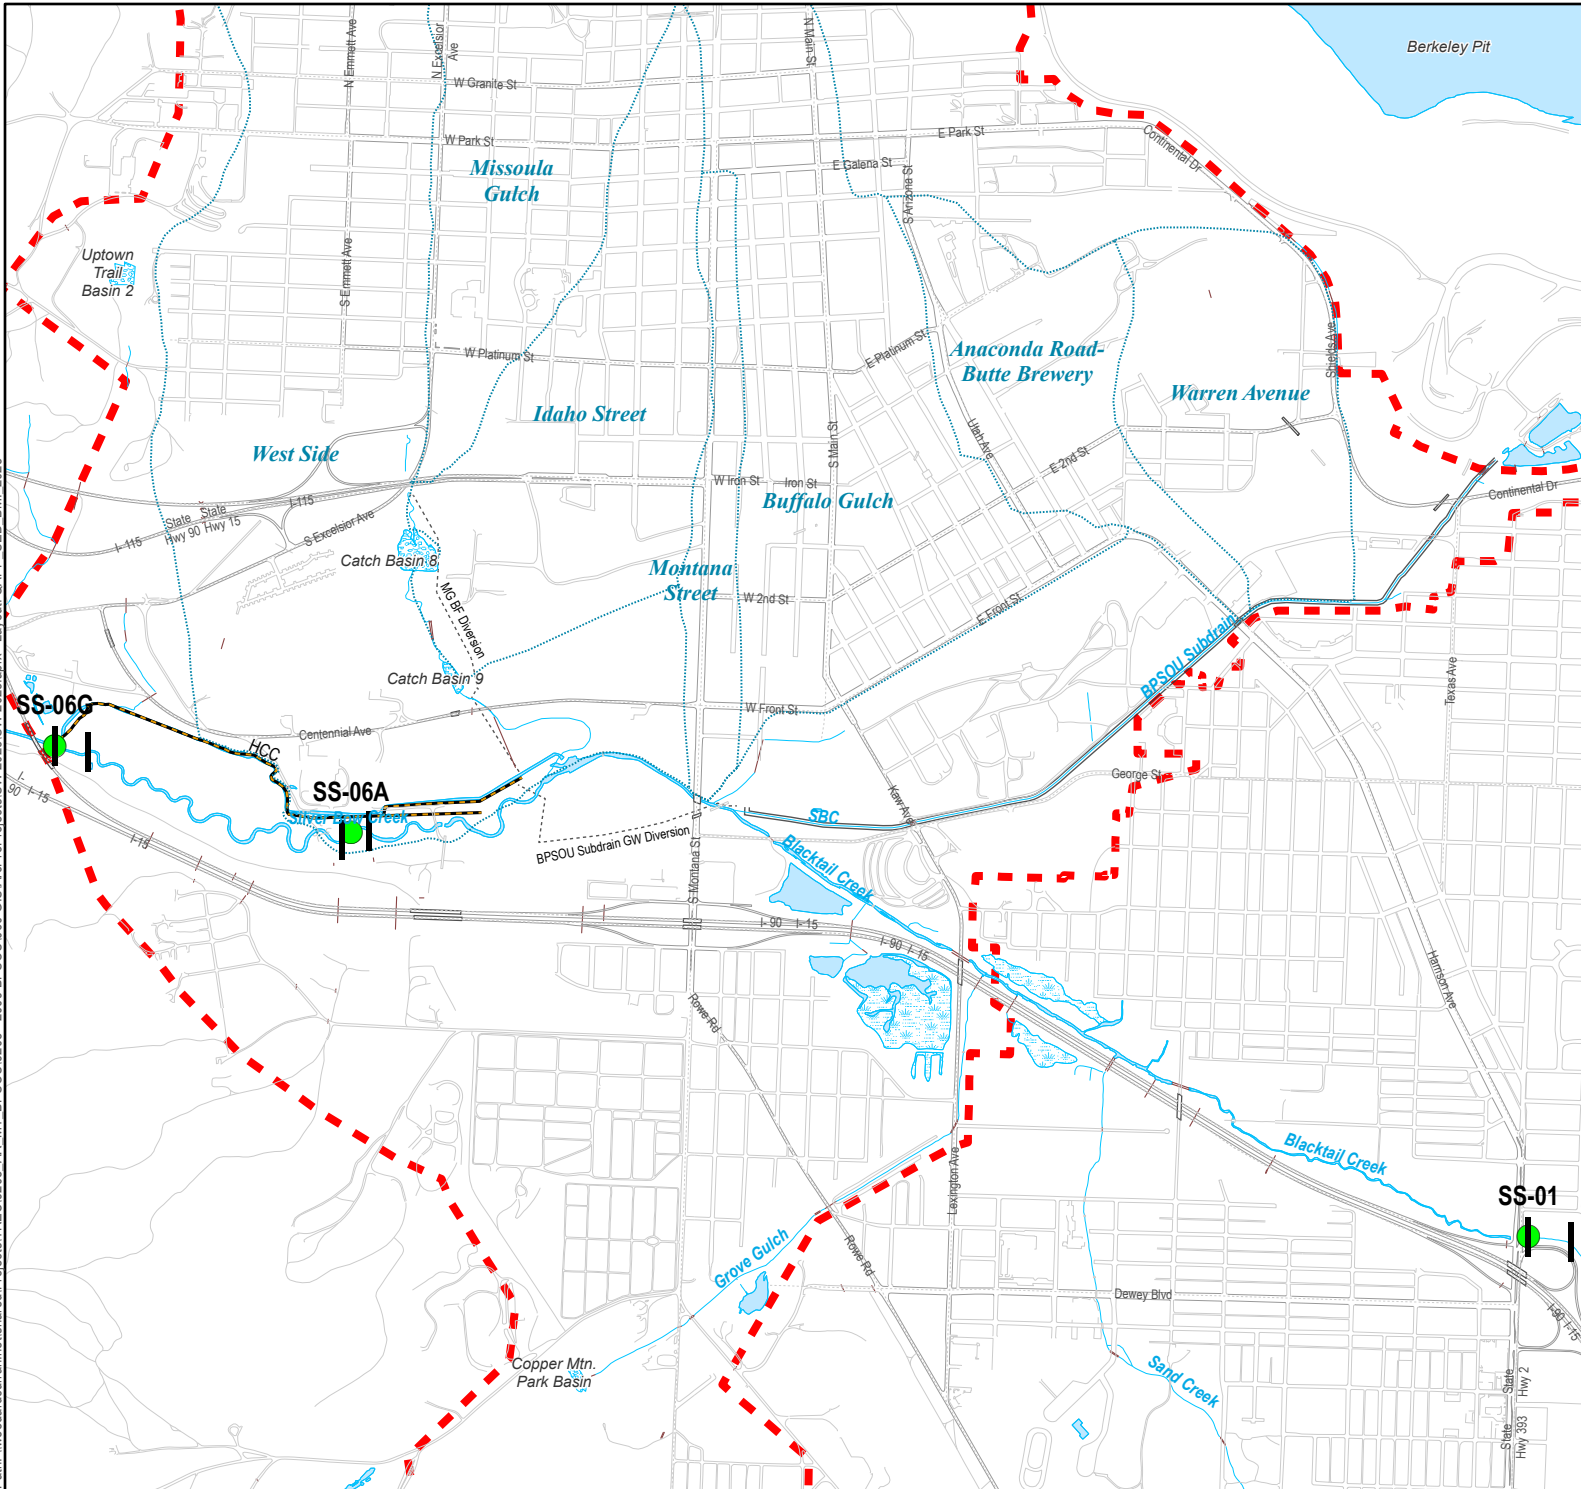 Berkeley Pit
N Emmett Ave
N Excelsior
Ave
N Main St
W Granite St
W Park St
E Park St
Continental Dr
E Galena St
S Arizona St
Missoula
Gulch
Uptown
Trail
Basin 2
S Emmett Ave
W Platinum St
E Platinum St
Anaconda Road-
Butte Brewery
Shields Ave
Warren Avenue
Idaho Street
West Side
S Main St
Utah Ave
E 2nd St
W Iron St
Iron St
Buffalo Gulch
Continental Dr
I-115
State
State
Hwy 90
Hwy 15
I-115
S Excelsior Ave
Catch Basin 8
MG BF Diversion
Montana
Street
W 2nd St
E Front St
BPSOU Subdrain
Texas Ave
Catch Basin 9
SS-06G
W Front St
Centennial Ave
HCC
SS-06A
George St
Kaw Ave
I-
90
I-15
Silver Bow Creek
SBC
I-15
BPSOU Subdrain GW Diversion
S Montana St
Blacktail Creek
I-90
I-15
I-90
I-15
Harrison Ave
Rowe Rd
Blacktail Creek
Lexington Ave
SS-01
Grove Gulch
Rowe Rd
Dewey Blvd
I-90
I-15
Copper Mtn.
Park Basin
Sand Creek
State
Hwy 2
State
Hwy 393